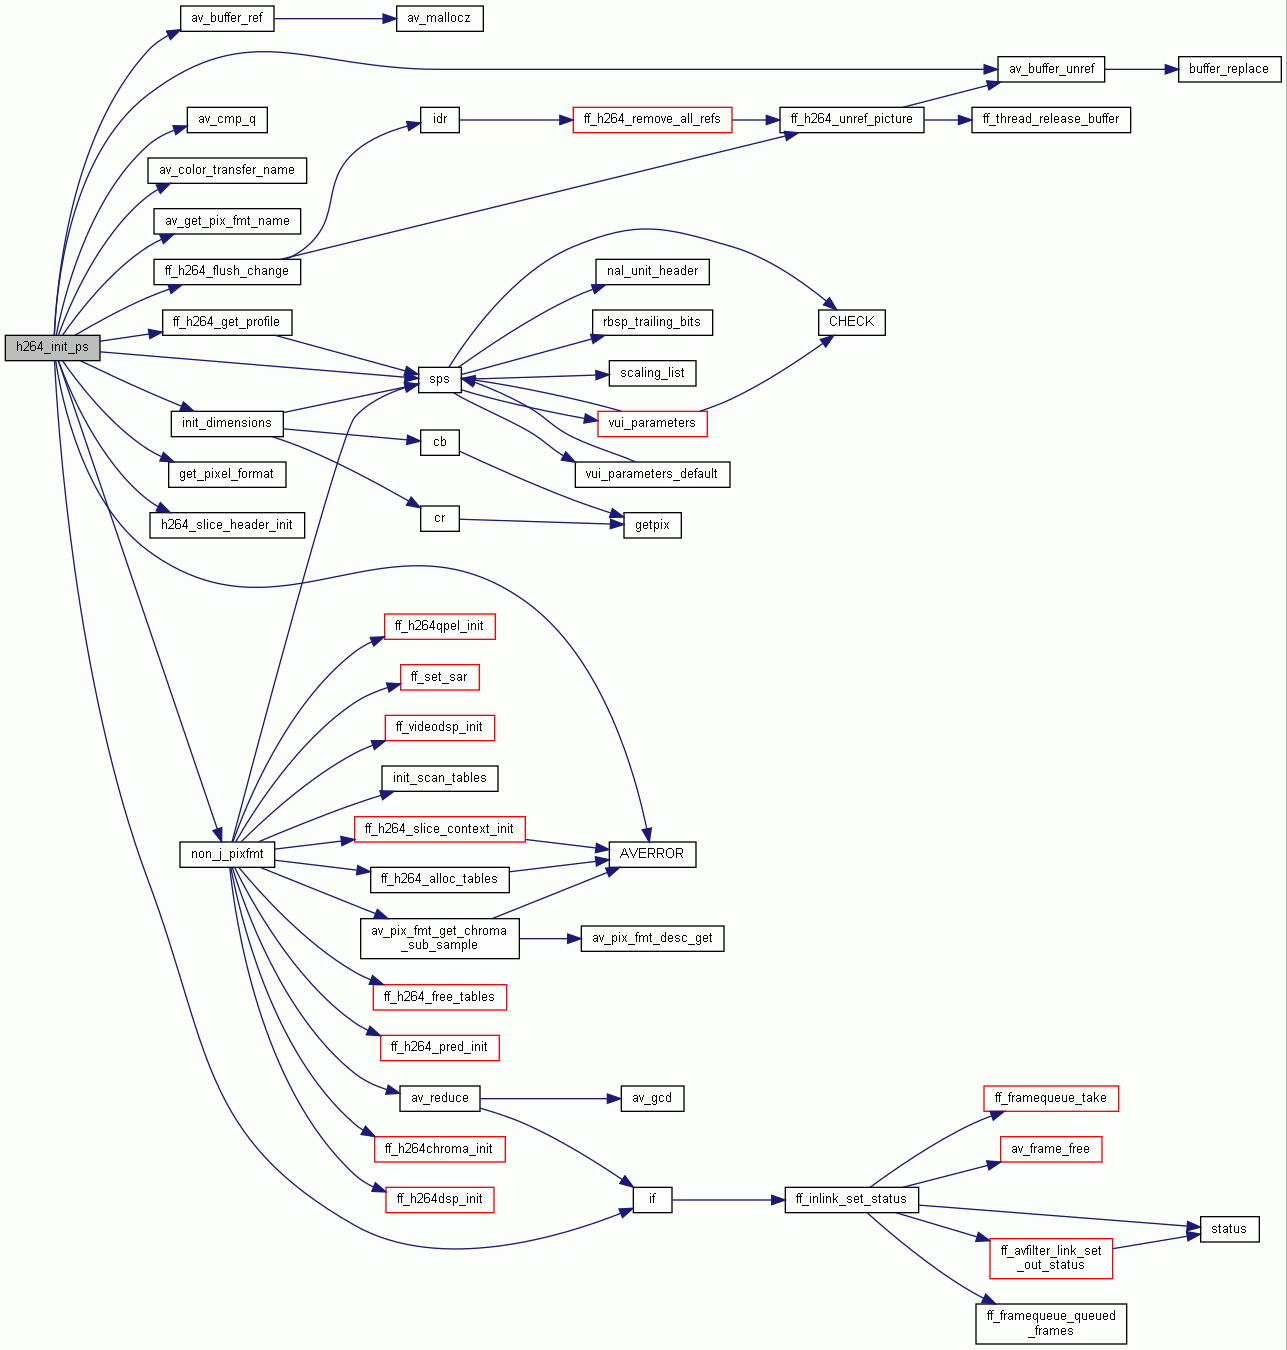 av_buffer_ref
av_mallocz
av_buffer_unref
buffer_replace
av_cmp_q
idr
ff_h264_remove_all_refs
ff_h264_unref_picture
ff_thread_release_buffer
av_color_transfer_name
av_get_pix_fmt_name
ff_h264_flush_change
nal_unit_header
ff_h264_get_profile
rbsp_trailing_bits
CHECK
h264_init_ps
sps
scaling_list
init_dimensions
vui_parameters
cb
get_pixel_format
vui_parameters_default
h264_slice_header_init
cr
getpix
ff_h264qpel_init
ff_set_sar
ff_videodsp_init
init_scan_tables
ff_h264_slice_context_init
non_j_pixfmt
AVERROR
ff_h264_alloc_tables
av_pix_fmt_get_chroma
_sub_sample
av_pix_fmt_desc_get
ff_h264_free_tables
ff_h264_pred_init
av_reduce
av_gcd
ff_framequeue_take
ff_h264chroma_init
av_frame_free
ff_h264dsp_init
if
ff_inlink_set_status
status
ff_avfilter_link_set
_out_status
ff_framequeue_queued
_frames